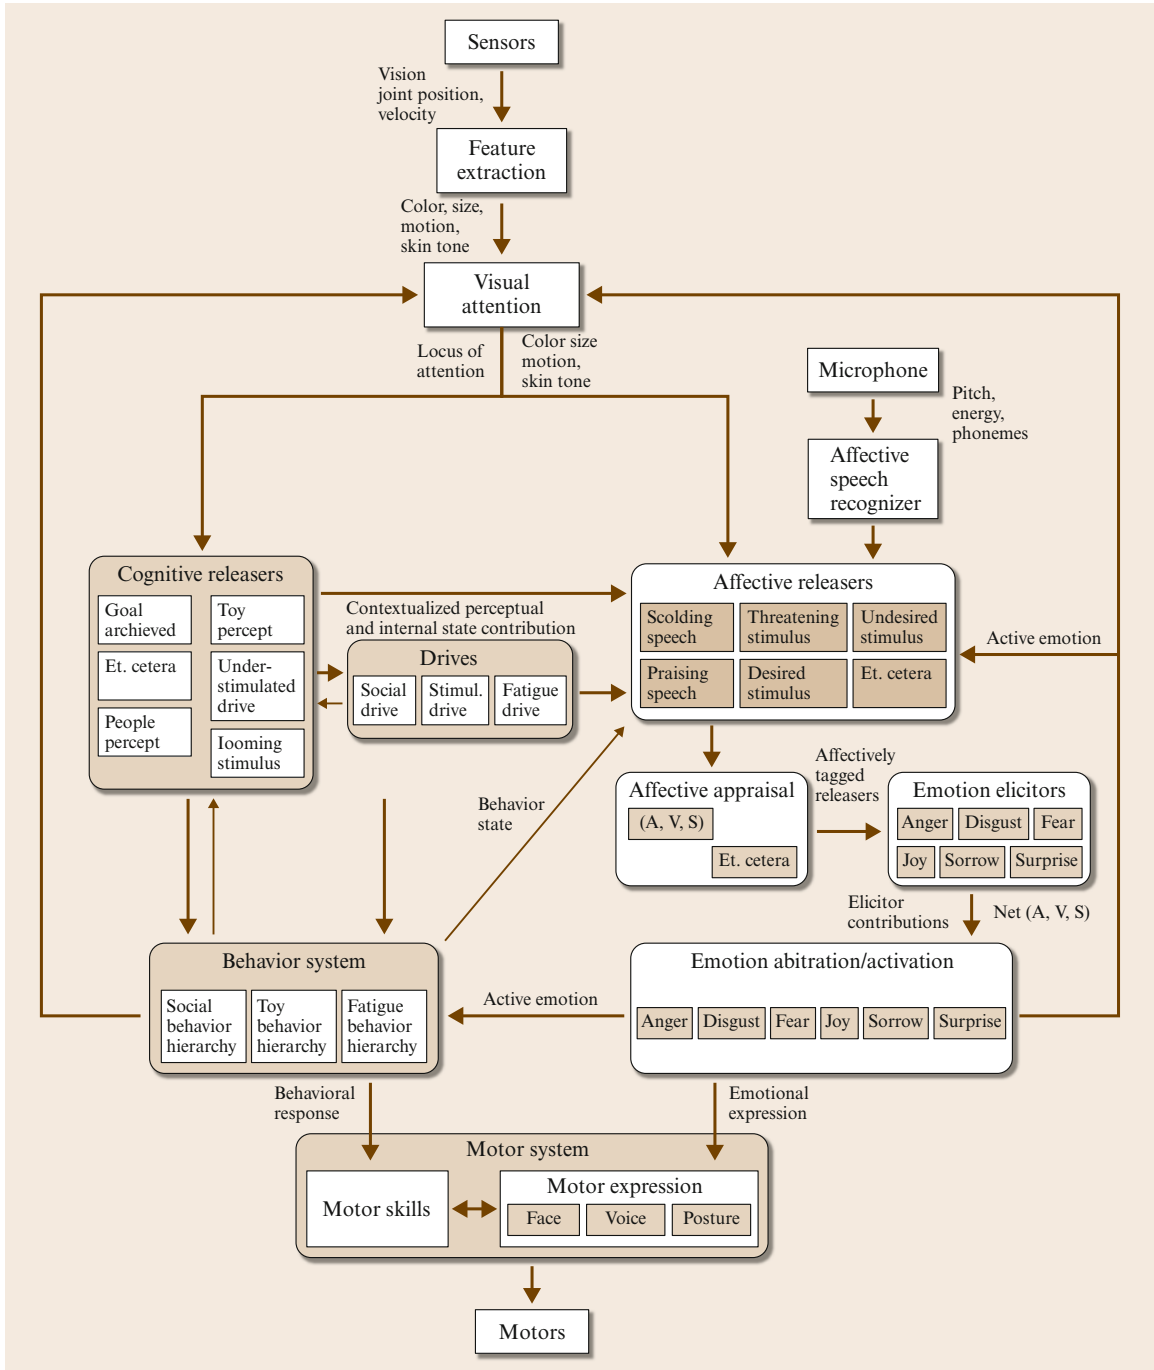 Sensors
Vision
joint position,
velocity
Feature
extraction
Color, size,
motion,
skin tone
Visual
attention
Locus of
attention
Color size
motion,
skin tone
Microphone
Pitch,
energy,
phonemes
Affective
speech
recognizer
Cognitive releasers
Goal
archieved
Toy
percept
Et. cetera
Under-
stimulated
drive
People
percept
Iooming
stimulus
Contextualized perceptual
and internal state contribution
Drives
Social
drive
Stimul.
drive
Fatigue
drive
Affective releasers
Scolding
speech
Threatening
stimulus
Undesired
stimulus
Praising
speech
Desired
stimulus
Et. cetera
Active emotion
Behavior
state
Affective appraisal
(A, V, S)
Et. cetera
Affectively
tagged
releasers
Emotion elicitors
Anger
Disgust
Fear
Joy
Sorrow
Surprise
Elicitor
contributions
Net (A, V, S)
Behavior system
Social
behavior
hierarchy
Toy
behavior
hierarchy
Fatigue
behavior
hierarchy
Active emotion
Emotion abitration/activation
Anger
Disgust
Fear
Joy
Sorrow
Surprise
Behavioral
response
Emotional
expression
Motor system
Motor skills
Motor expression
Face
Voice
Posture
Motors